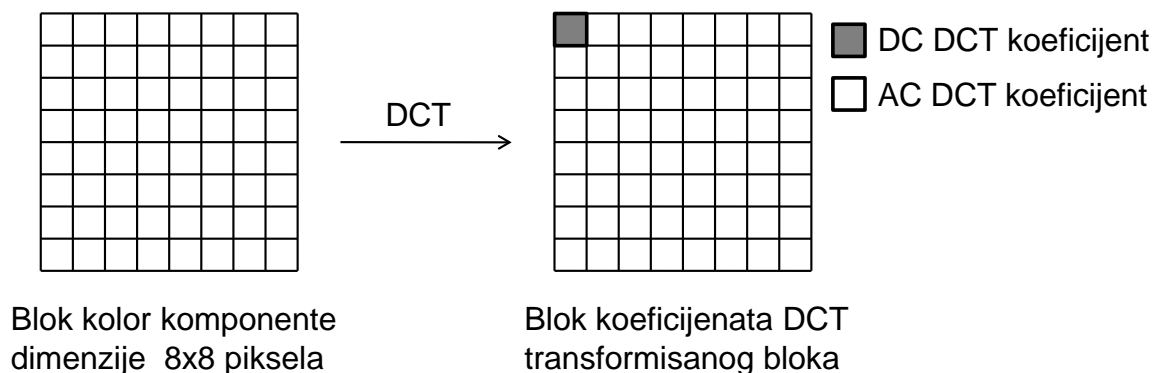 DC DCT koeficijent
AC DCT koeficijent
DCT
Blok kolor komponente
dimenzije  8x8 piksela
Blok koeficijenata DCT
transformisanog bloka